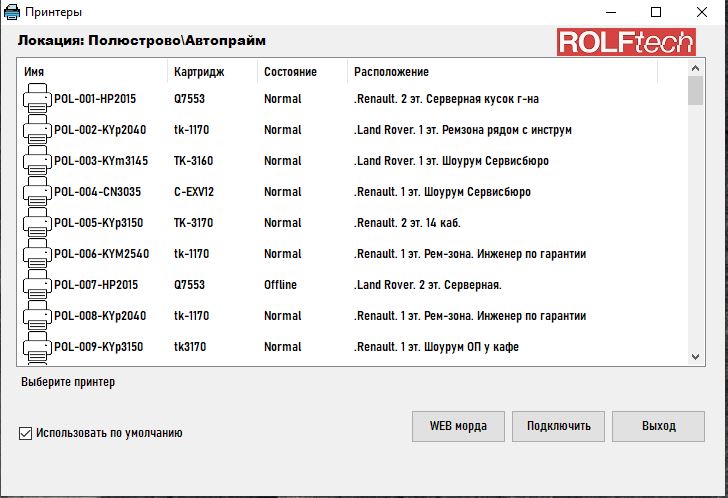 Принтеры
Локация: Полюстрово\Автопрайм
ROLFtech
Имя Картридж Состояние Расположение
POL-001-HP2015 Q7553 Normal .Renault. 2 эт. Серверная кусок г-на
POL-002-KYp2040 tk-1170 Normal .Land Rover. 1 эт. Ремзона рядом с инструм
POL-003-KYm3145 TK-3160 Normal .Land Rover. 1 эт. Шоурум Сервисбюро
POL-004-CN3035 C-EXV12 Normal .Renault. 1 эт. Шоурум Сервисбюро
POL-005-KYp3150 TK-3170 Normal .Renault. 2 эт. 14 каб.
POL-006-KYM2540 tk-1170 Normal .Renault. 1 эт. Рем-зона. Инженер по гарантии
POL-007-HP2015 Q7553 Offline .Land Rover. 2 эт. Серверная.
POL-008-KYp2040 tk-1170 Normal .Renault. 1 эт. Рем-зона. Инженер по гарантии
POL-009-KYp3150 tk3170 Normal .Renault. 1 эт. Шоурум ОП у кафе
Выберите принтер
Использовать по умолчанию
WEB морда Подключить Выход